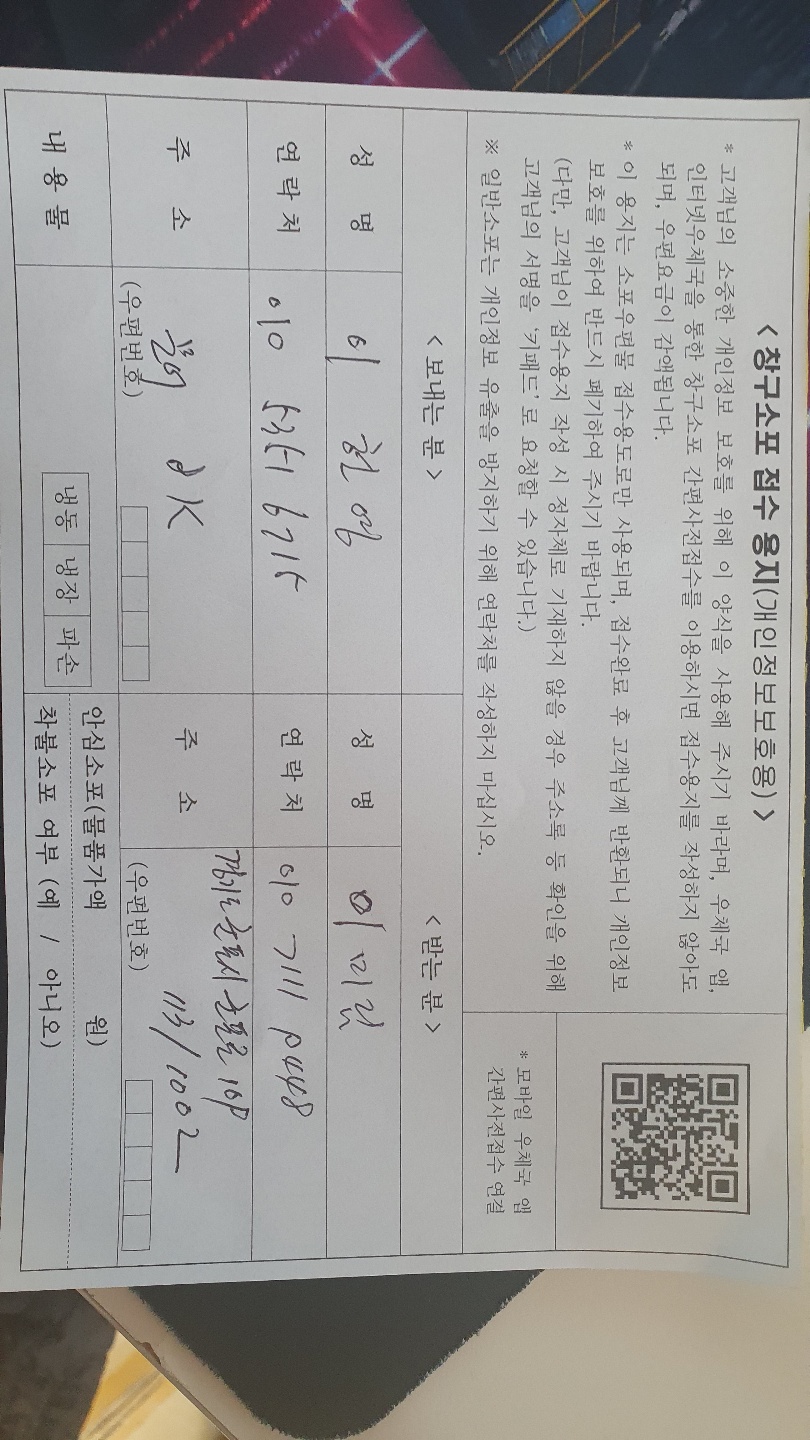 < 창구소포 접수 용지(개인정보보호용) >
* 고객님의 소중한 개인정보 보호를 위해 이 양식을 사용해 주시기 바라며, 우체국 앱,
인터넷우체국을 통한 창구소포 간편사전접수를 이용하시면 접수용지를 작성하지 않아도
되며, 우편요금이 감액됩니다.
* 이 용지는 소포우편물 접수용도로만 사용되며, 접수완료 후 고객님께 반환되니 개인정보
보호를 위하여 반드시 폐기하여 주시기 바랍니다.
(다만, 고객님이 접수용지 작성 시 정자체로 기재하지 않을 경우 주소록 등 확인을 위해
고객님의 서명을 '키패드'로 요청할 수 있습니다.)
※ 일반소포는 개인정보 유출을 방지하기 위해 연락처를 작성하지 마십시오.
* 모바일 우체국 앱
간편사전접수 연결
< 보내는 분 >
< 받는 분 >
성 명
이
성 명
이
연 락 처
010
연 락 처
010 7111
주 소
(우편번호)
주 소
경기도
113/1002
(우편번호)
내 용 물
냉동 냉장 파손
안심소포(물품가액 원)
착불소포 여부 (예 / 아니오)